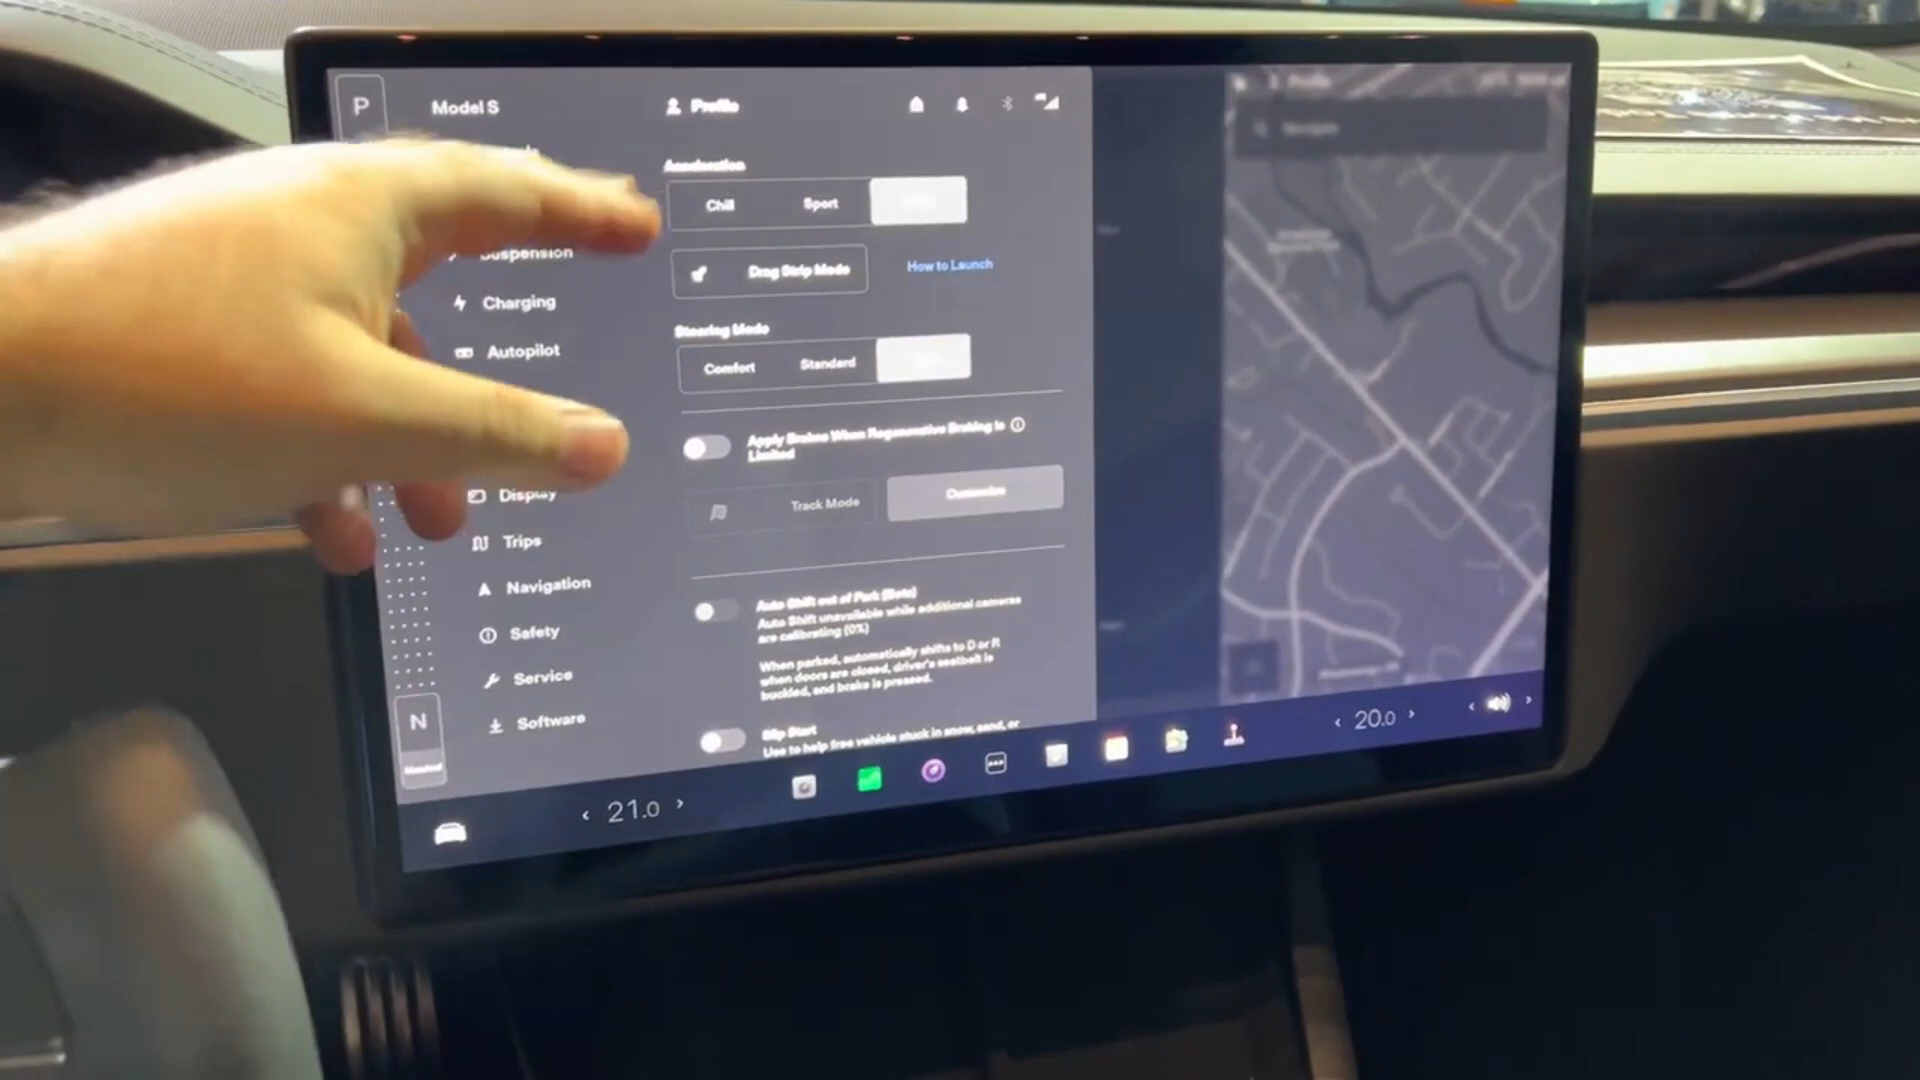 P
Model S
Profile
Acceleration
Chill
Sport
Drag Strip Mode
How to Launch
Suspension
Charging
Autopilot
Steering Mode
Comfort
Standard
Apply Brakes When Regenerative Braking is
Limited
Track Mode
Customize
Display
Trips
Navigation
Safety
Service
Software
Auto Shift out of Park (Beta)
Auto Shift unavailable while additional cameras
are calibrating (0%)
When parked, automatically shifts to D or R
when doors are closed, driver's seatbelt is
buckled, and brake is pressed.
Slip Start
Use to help free vehicle stuck in snow, sand, or
N
Neutral
21.0
20.0
Navigate